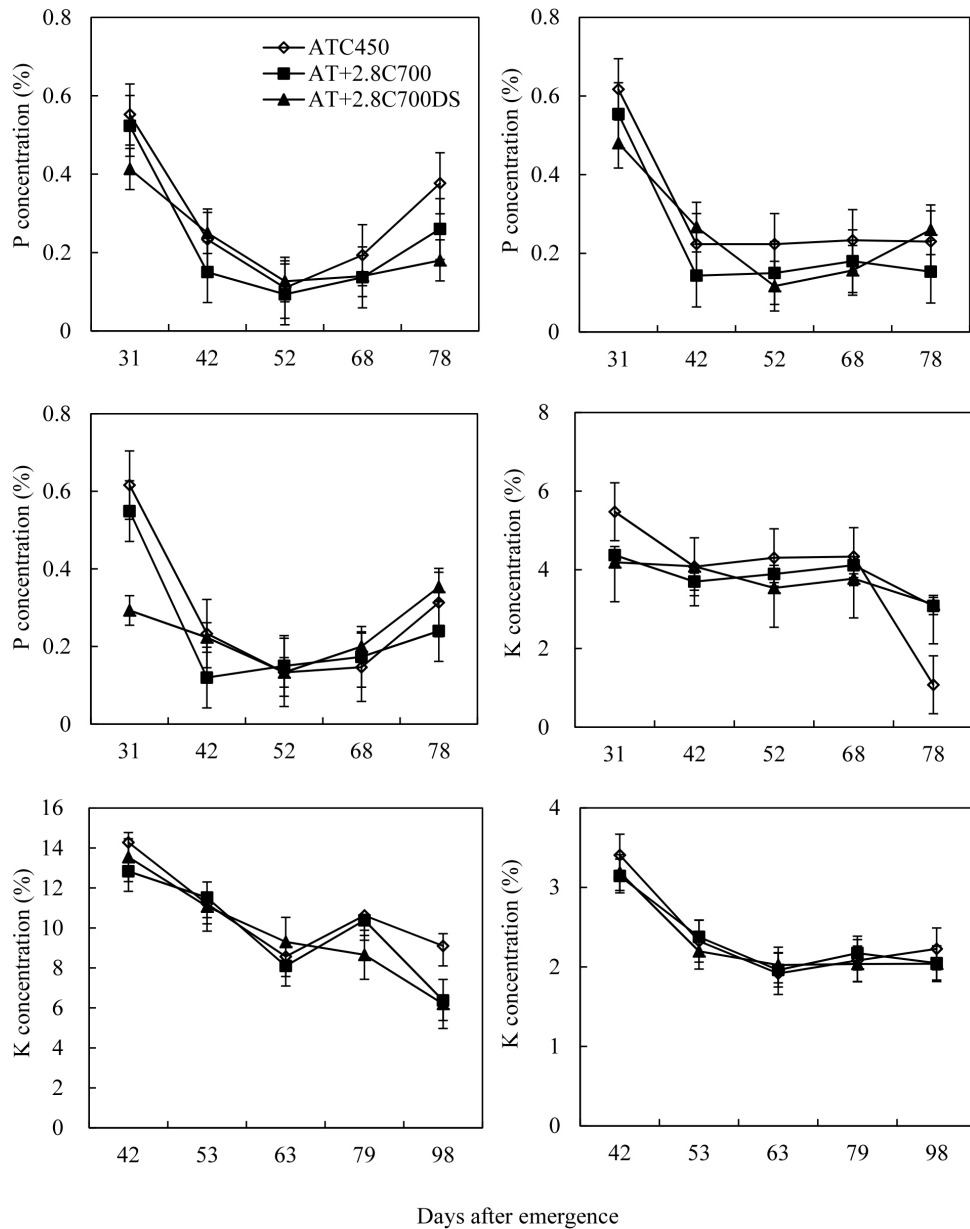 0.8
0.6
0.4
0.2
0
P concentration (%)
ATC450
AT+2.8C700
AT+2.8C700DS
31 42 52 68 78
0.8
0.6
0.4
0.2
0
P concentration (%)
31 42 52 68 78
0.8
0.6
0.4
0.2
0
P concentration (%)
31 42 52 68 78
8
6
4
2
0
K concentration (%)
31 42 52 68 78
16
14
12
10
8
6
4
2
0
K concentration (%)
42 53 63 79 98
4
3
2
1
0
K concentration (%)
42 53 63 79 98
Days after emergence